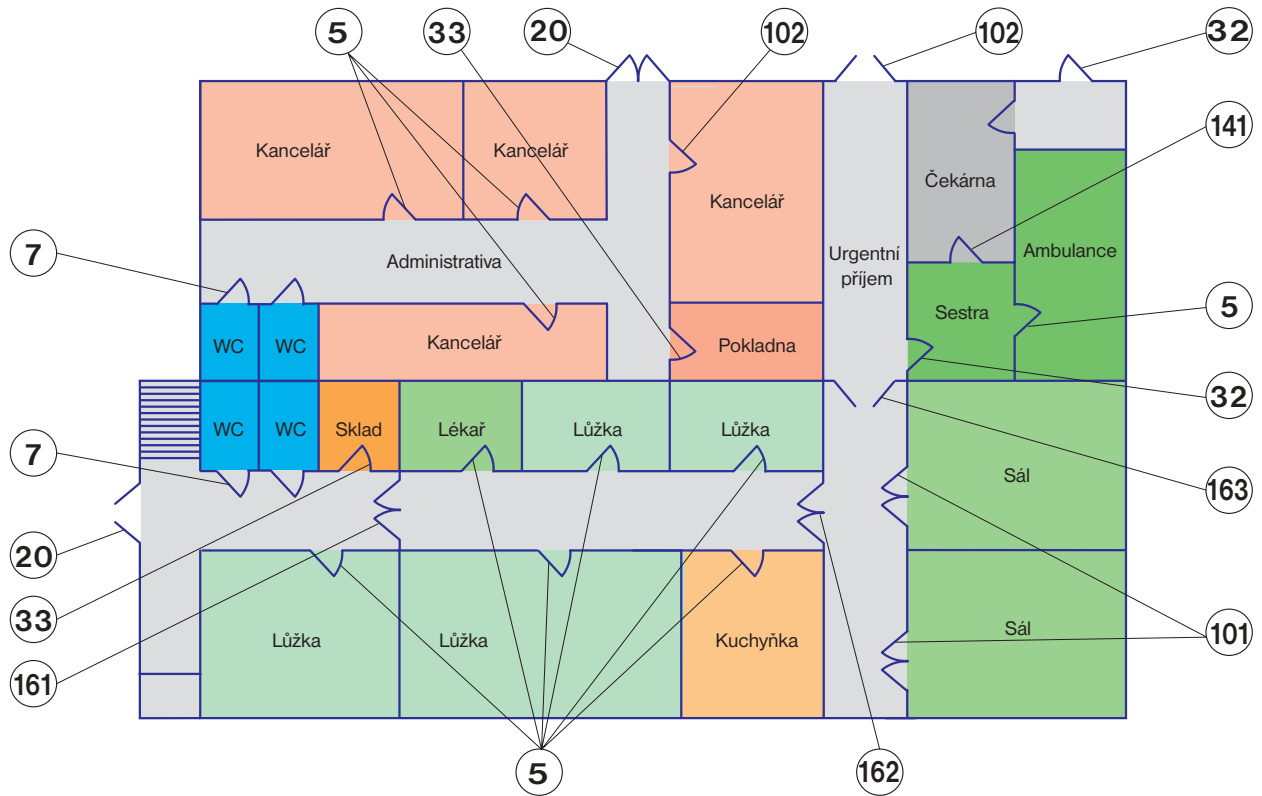 5
33
20
102
102
32
141
Kancelář
Kancelář
Čekárna
Kancelář
7
Administrativa
Urgentní
příjem
Ambulance
5
Sestra
WC
WC
Kancelář
Pokladna
32
7
WC
WC
Sklad
Lékař
Lůžka
Lůžka
Sál
163
20
33
Lůžka
Lůžka
Kuchyňka
Sál
101
161
5
162